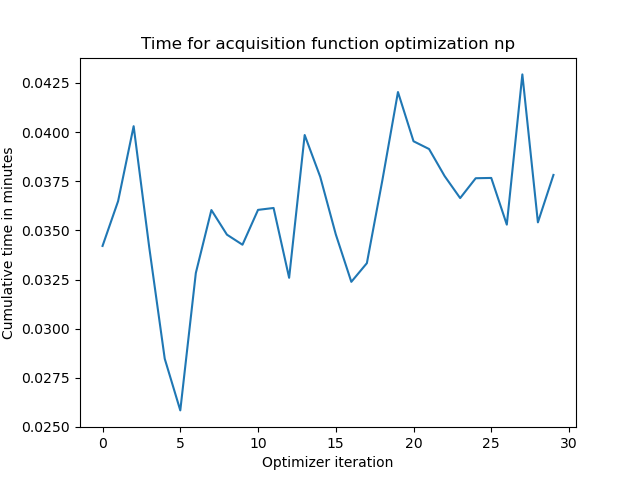 Time for acquisition function optimization np
Cumulative time in minutes
0.0425
0.0400
0.0375
0.0350
0.0325
0.0300
0.0275
0.0250
0 5 10 15 20 25 30
Optimizer iteration